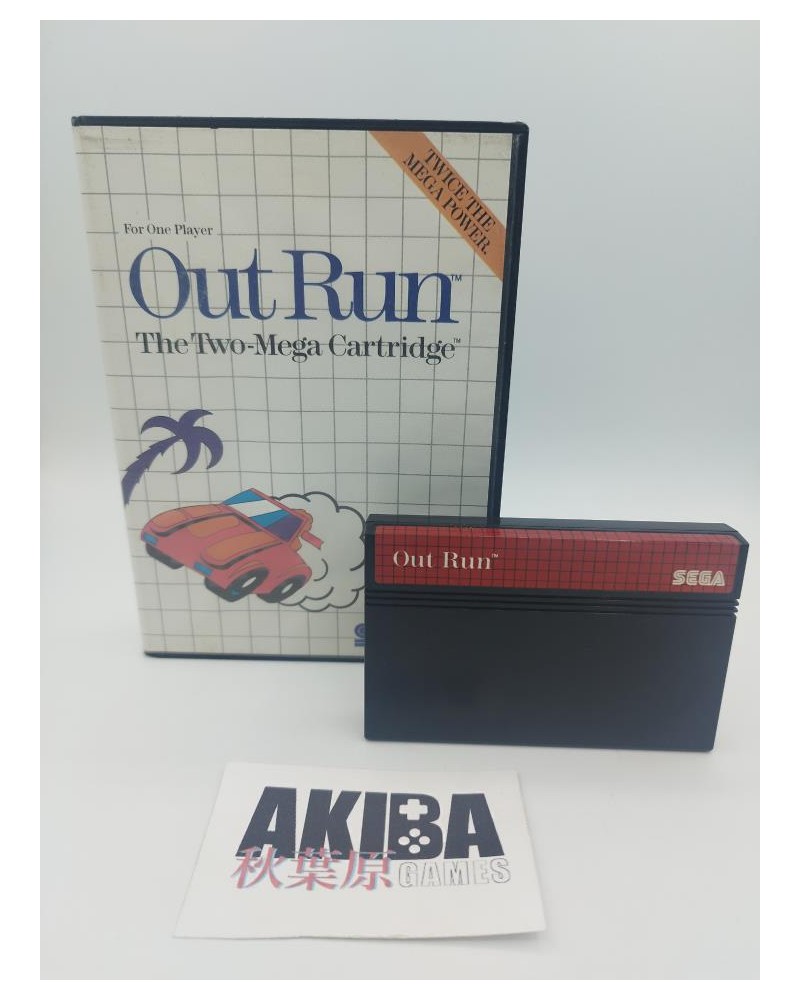 TWICE THE
MEGA POWER.
For One Player
Out Run™
The Two-Mega Cartridge™
Out Run™
SEGA
AKIBA
秋葉原 GAMES